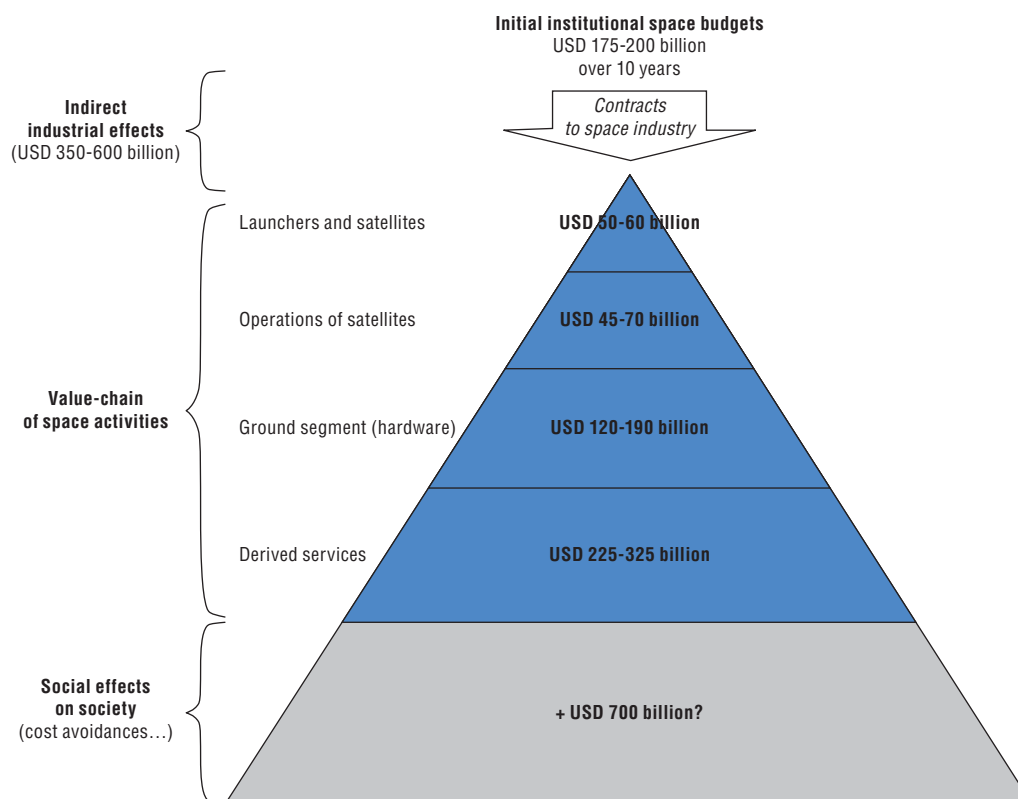 Initial institutional space budgets
USD 175-200 billion
over 10 years
Contracts
to space industry
Indirect
industrial effects
(USD 350-600 billion)
Launchers and satellites
USD 50-60 billion
Operations of satellites
USD 45-70 billion
Value-chain
of space activities
Ground segment (hardware)
USD 120-190 billion
Derived services
USD 225-325 billion
Social effects
on society
(cost avoidances…)
+ USD 700 billion?